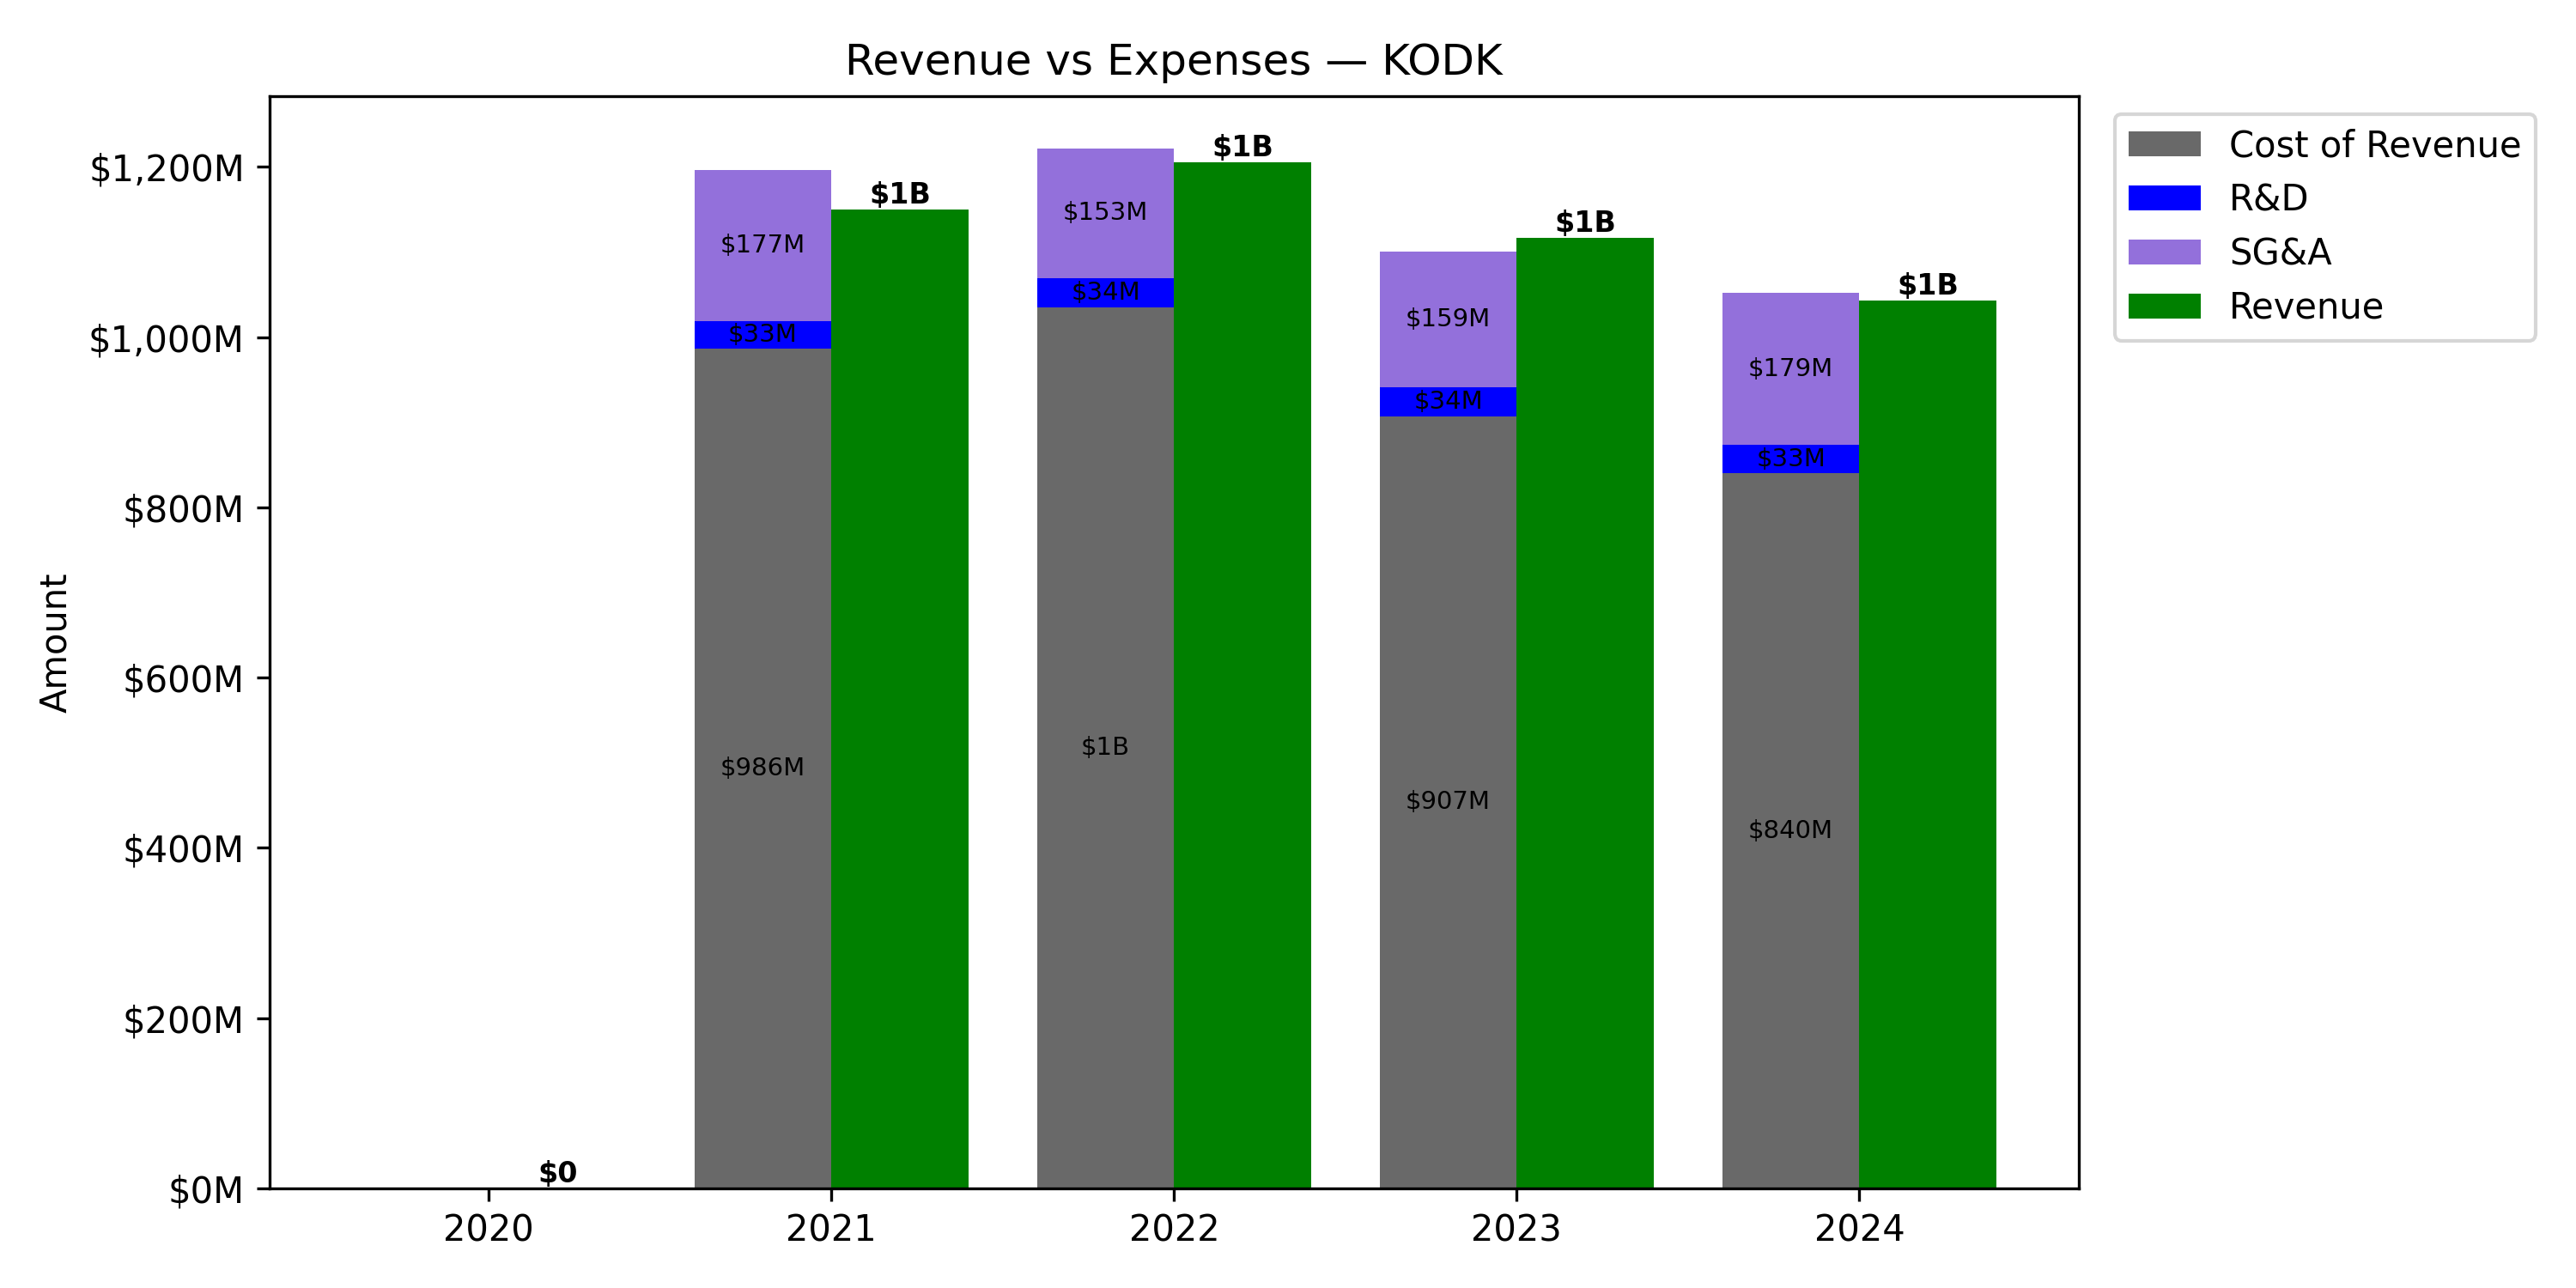 Revenue vs Expenses — KODK
Amount
$1,200M
$1,000M
$800M
$600M
$400M
$200M
$0M
$0
$177M
$33M
$986M
$1B
$153M
$34M
$1B
$1B
$159M
$34M
$907M
$1B
$179M
$33M
$840M
$1B
2020
2021
2022
2023
2024
Cost of Revenue
R&D
SG&A
Revenue